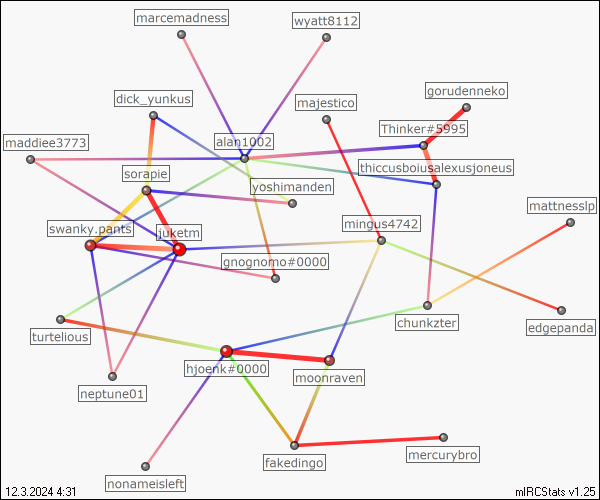 marcemadness
wyatt8112
gorudenneko
dick_yunkus
majestico
Thinker#5995
alan1002
maddiee3773
thiccusboiusalexusjoneus
sorapie
yoshimanden
mattnesslp
mingus4742
swanky.pants
juketm
gnognomo#0000
chunkzter
edgepanda
turtelious
hjoenk#0000
moonraven
neptune01
mercurybro
fakedingo
nonameisleft
12.3.2024 4:31
mIRCStats v1.25